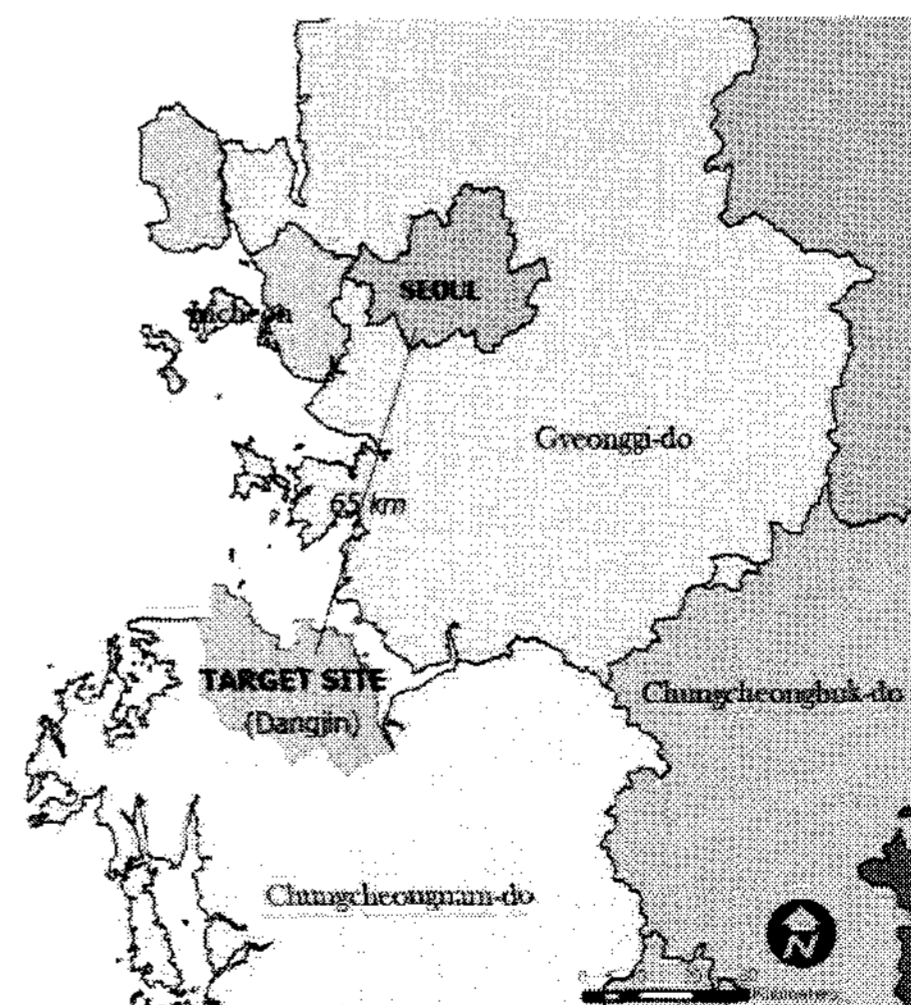 SEOUL
Incheon
Gyeonggi-do
65 km
TARGET SITE
(Dangjin)
Chungcheongbuk-do
Chungcheongnam-do
N